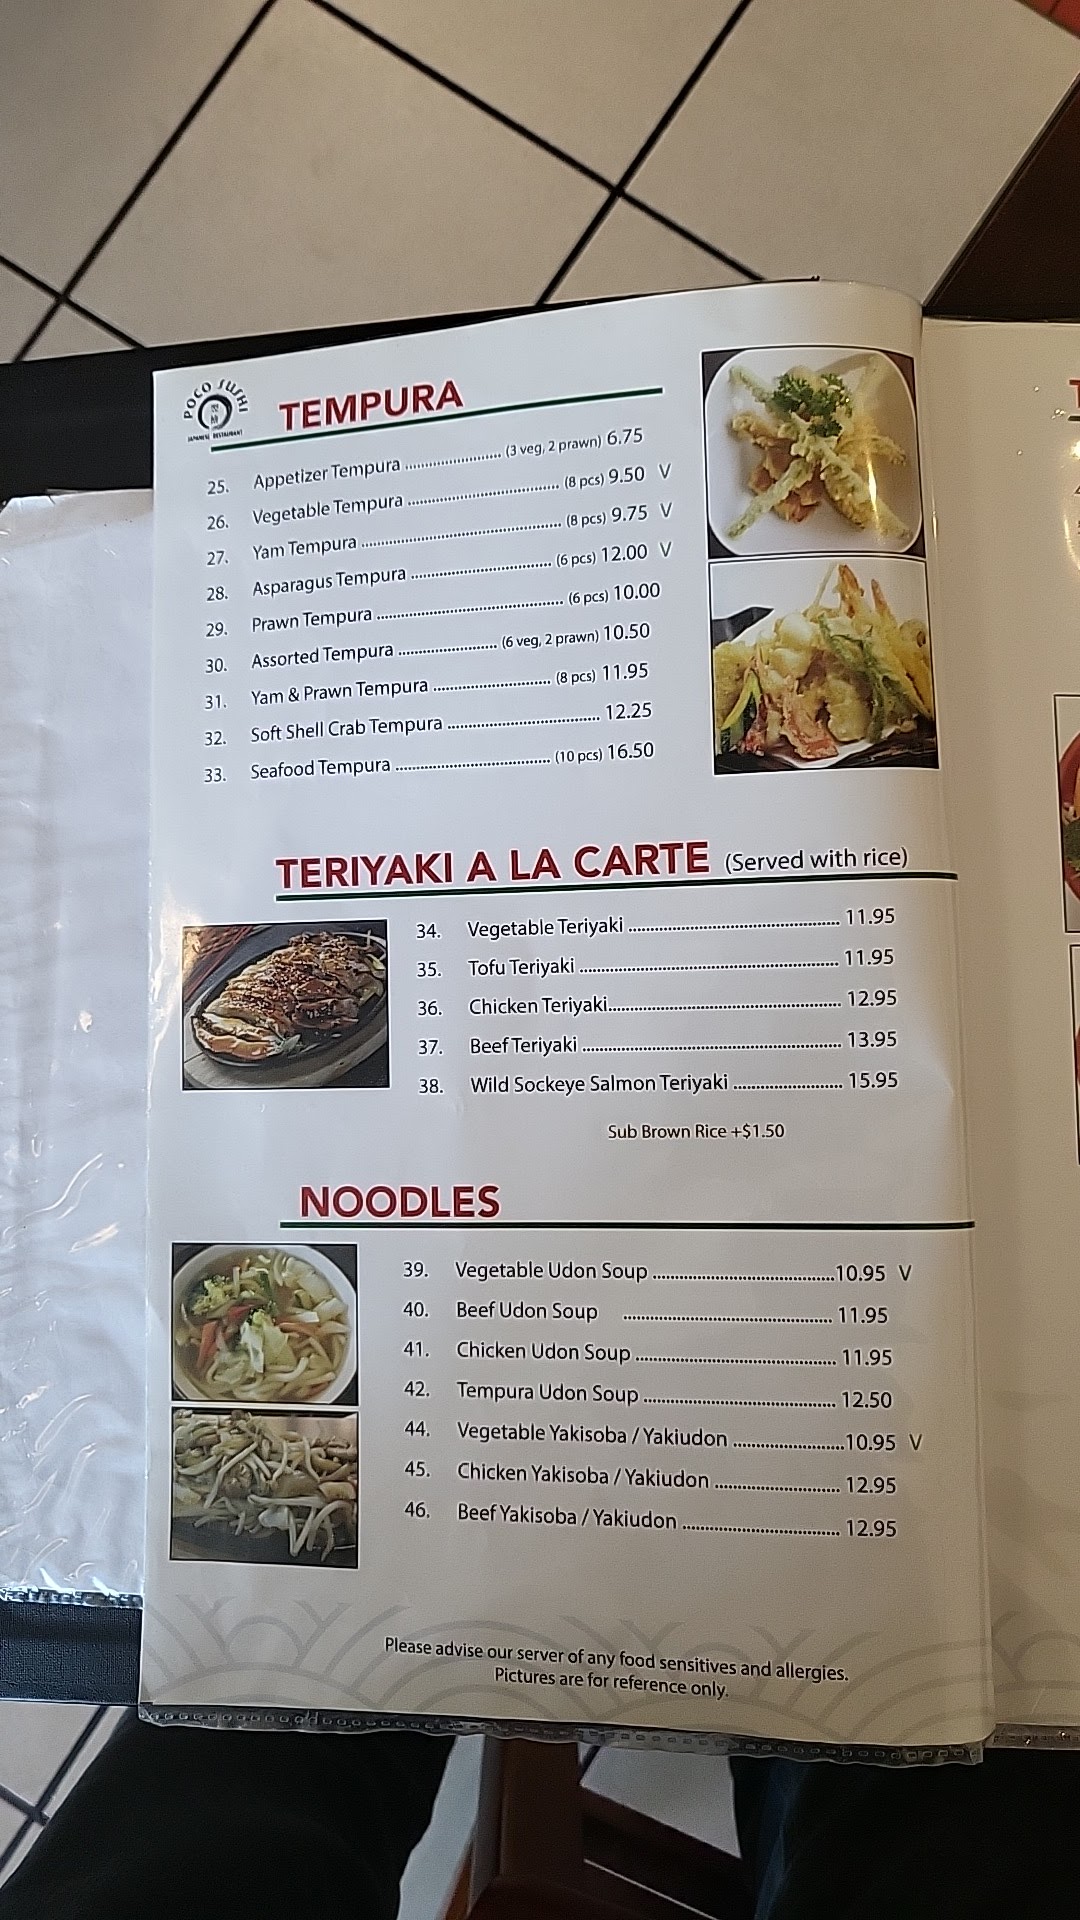 POCO SUSHI
JAPANESE RESTAURANT
TEMPURA
25. Appetizer Tempura ........................ (3 veg, 2 prawn) 6.75
26. Vegetable Tempura ...................................... (8 pcs) 9.50 V
27. Yam Tempura .................................................. (8 pcs) 9.75 V
28. Asparagus Tempura ................................... (6 pcs) 12.00 V
29. Prawn Tempura ............................................... (6 pcs) 10.00
30. Assorted Tempura ........................ (6 veg, 2 prawn) 10.50
31. Yam & Prawn Tempura ............................. (8 pcs) 11.95
32. Soft Shell Crab Tempura ...................................... 12.25
33. Seafood Tempura ....................................... (10 pcs) 16.50
TERIYAKI A LA CARTE (Served with rice)
34. Vegetable Teriyaki ..................................................... 11.95
35. Tofu Teriyaki ................................................................. 11.95
36. Chicken Teriyaki........................................................... 12.95
37. Beef Teriyaki ................................................................. 13.95
38. Wild Sockeye Salmon Teriyaki ........................... 15.95
Sub Brown Rice +$1.50
NOODLES
39. Vegetable Udon Soup .............................................10.95 V
40. Beef Udon Soup .................................................... 11.95
41. Chicken Udon Soup .................................................. 11.95
42. Tempura Udon Soup ................................................ 12.50
44. Vegetable Yakisoba / Yakiudon ............................10.95 V
45. Chicken Yakisoba / Yakiudon ............................... 12.95
46. Beef Yakisoba / Yakiudon ....................................... 12.95
Please advise our server of any food sensitives and allergies.
Pictures are for reference only.